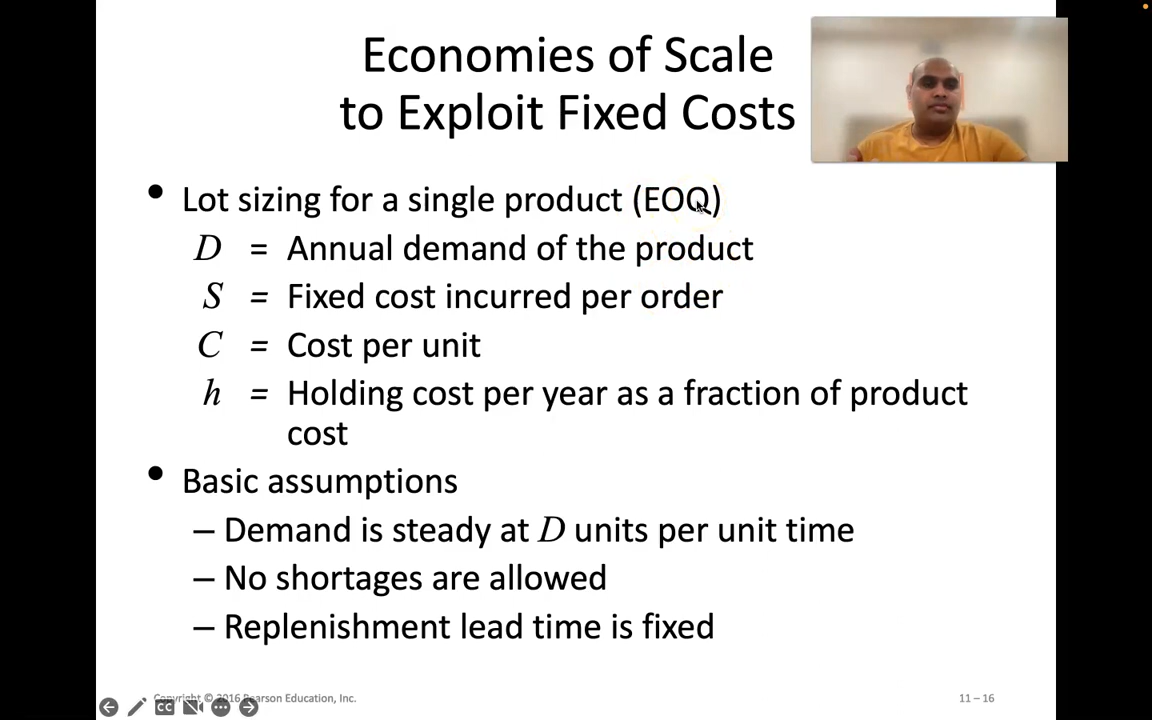 Economies of Scale
to Exploit Fixed Costs
• Lot sizing for a single product (EOQ)
D = Annual demand of the product
S = Fixed cost incurred per order
C = Cost per unit
h = Holding cost per year as a fraction of product
cost
• Basic assumptions
– Demand is steady at D units per unit time
– No shortages are allowed
– Replenishment lead time is fixed
Copyright © 2016 Pearson Education, Inc.
11 – 16
CC